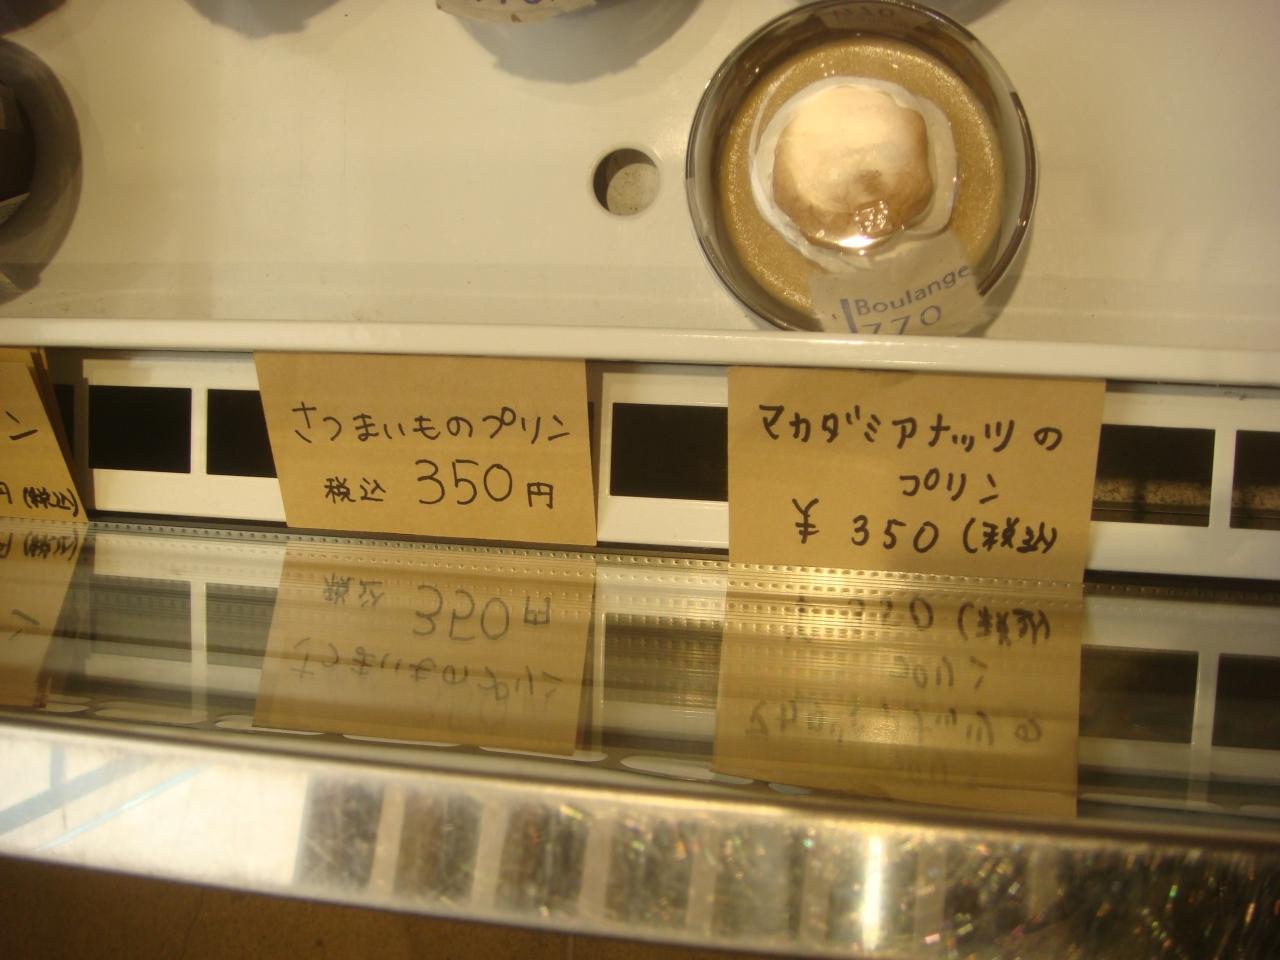 Boulange
770
さつまいものプリン
税込 350円
マカダミアナッツの
プリン
¥ 350 (税込)
ン
円(税込)